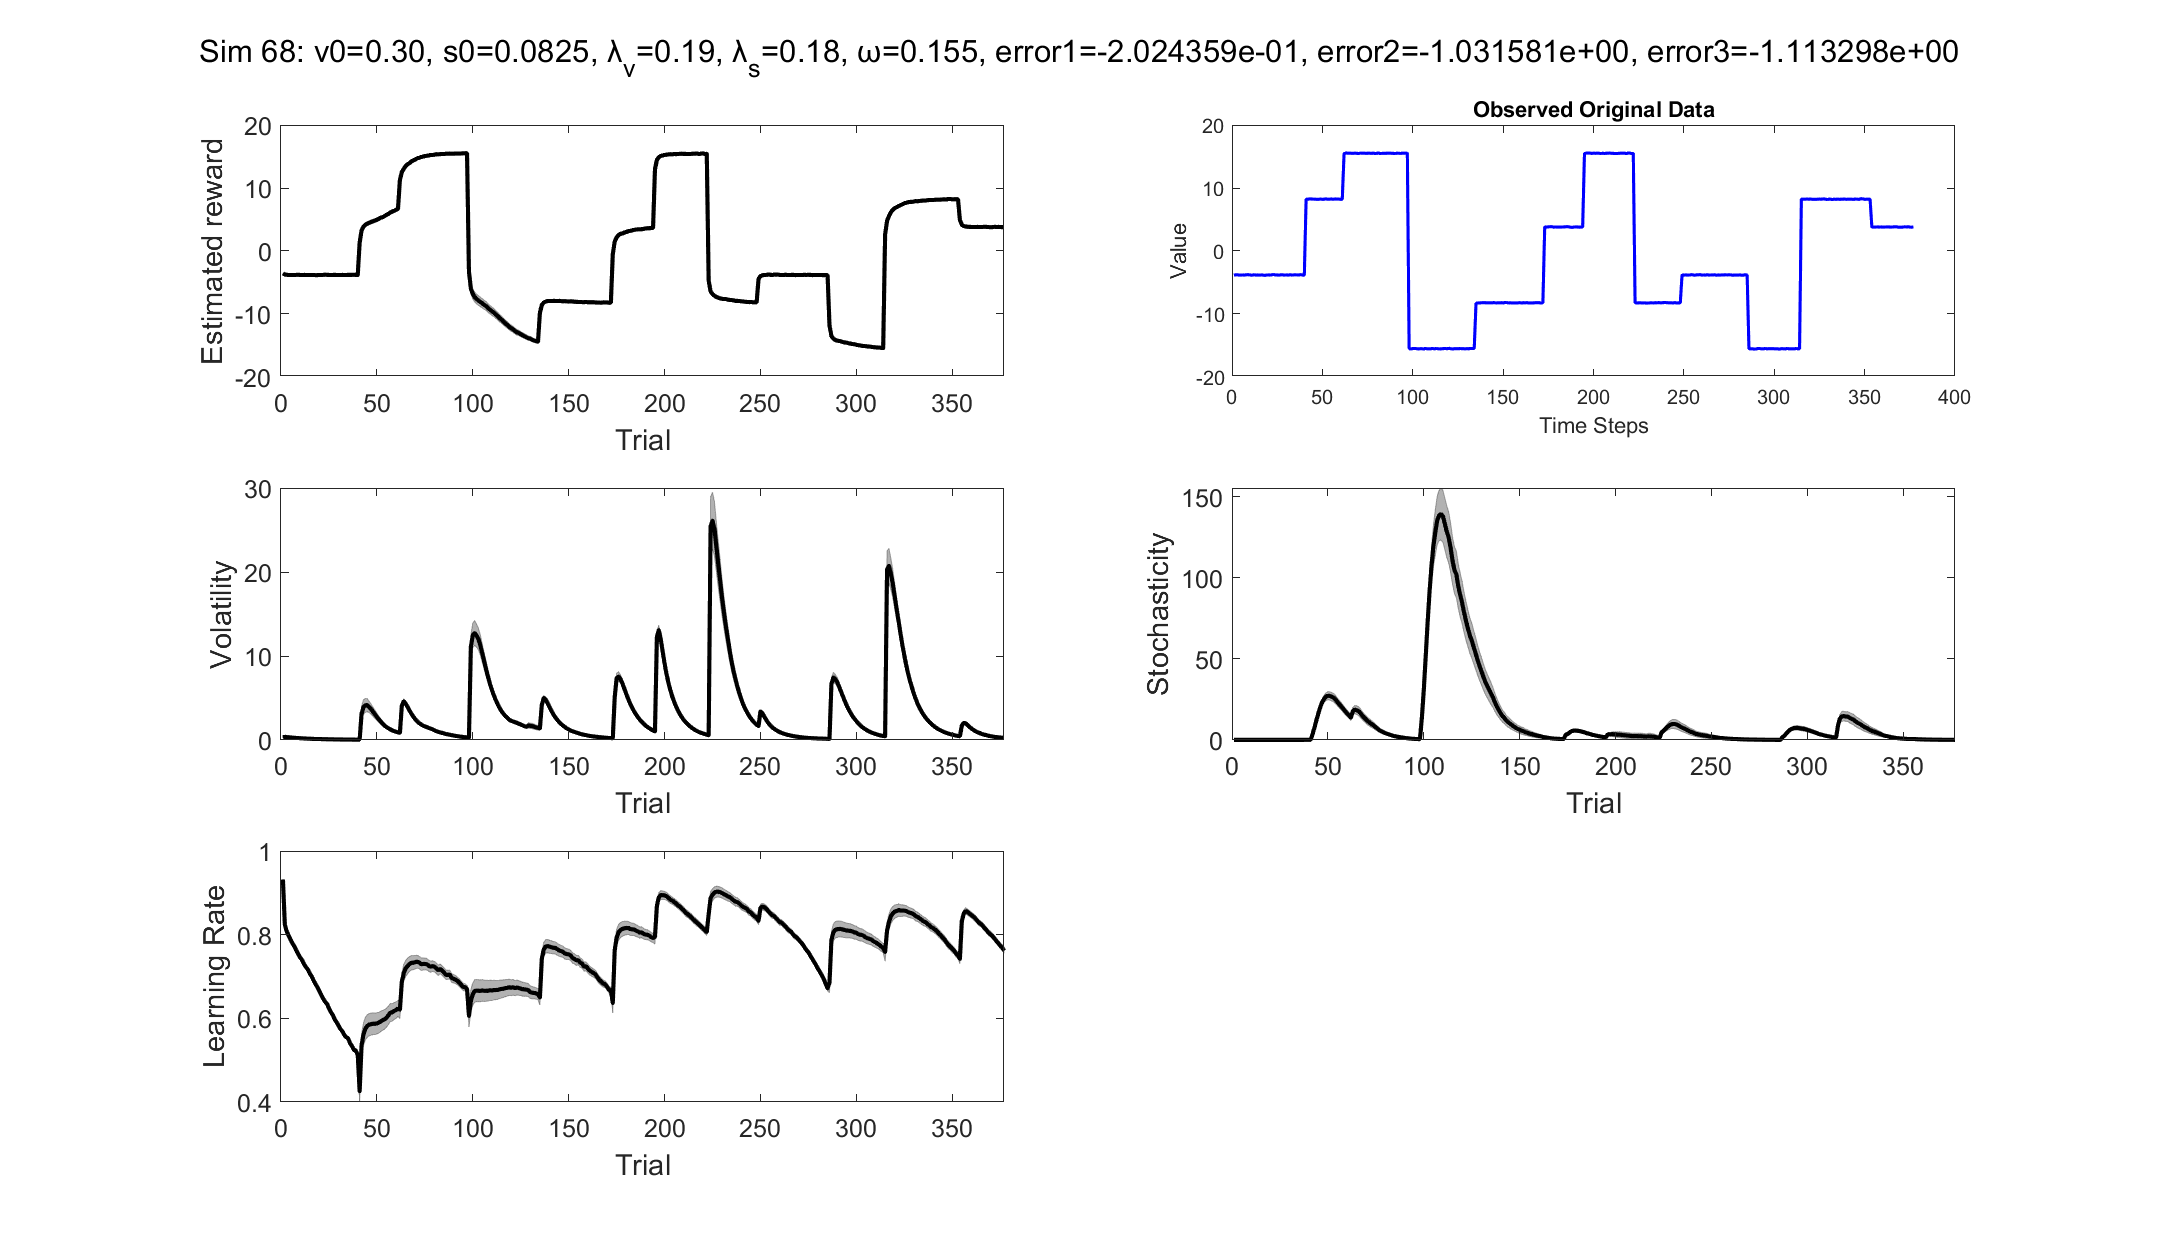 Sim 68: v0=0.30, s0=0.0825, λv=0.19, λs=0.18, ω=0.155, error1=-2.024359e-01, error2=-1.031581e+00, error3=-1.113298e+00
Estimated reward
20
10
0
-10
-20
0 50 100 150 200 250 300 350
Trial
Observed Original Data
Value
20
10
0
-10
-20
0 50 100 150 200 250 300 350 400
Time Steps
Volatility
30
20
10
0
0 50 100 150 200 250 300 350
Trial
Stochasticity
150
100
50
0
0 50 100 150 200 250 300 350
Trial
Learning Rate
1
0.8
0.6
0.4
0 50 100 150 200 250 300 350
Trial